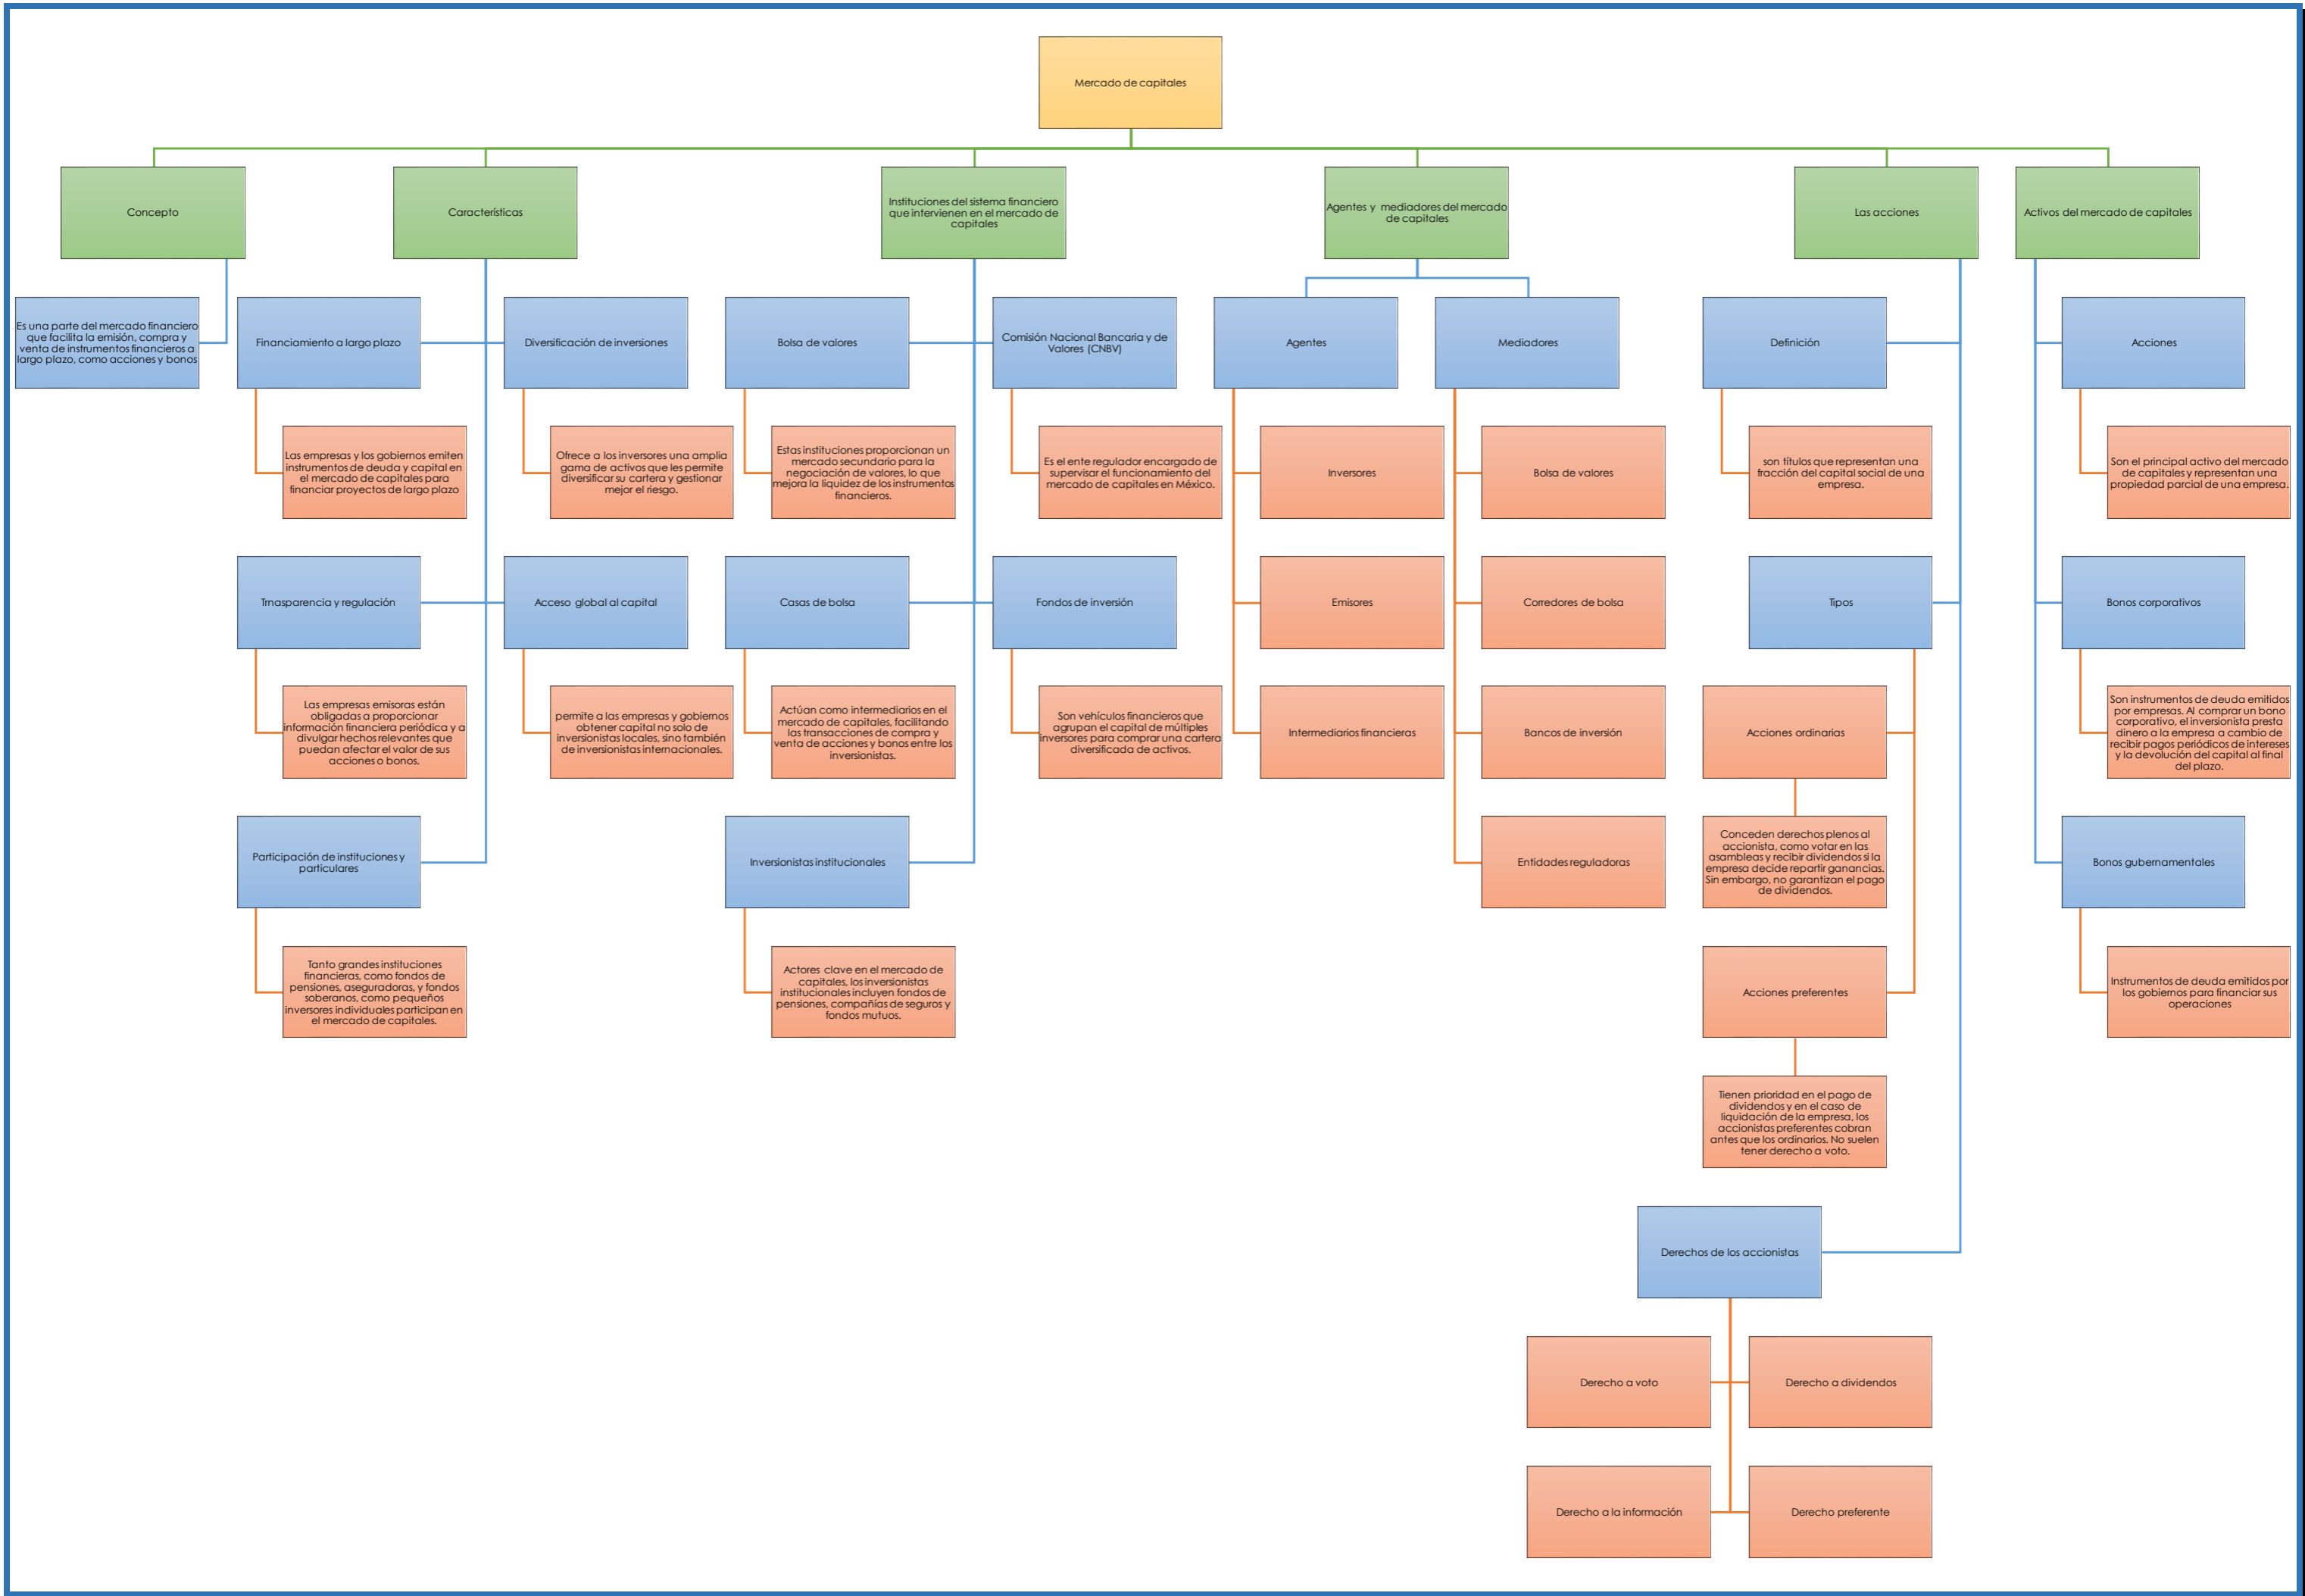 Mercado de capitales
Concepto
Características
Instituciones del sistema financiero
que intervienen en el mercado de
capitales
Agentes y mediadores del mercado
de capitales
Las acciones
Activos del mercado de capitales
Es una parte del mercado financiero
que facilita la emisión, compra y
venta de instrumentos financieros a
largo plazo, como acciones y bonos
Financiamiento a largo plazo
Diversificación de inversiones
Bolsa de valores
Comisión Nacional Bancaria y de
Valores (CNBV)
Agentes
Mediadores
Definición
Acciones
Las empresas y los gobiernos emiten
instrumentos de deuda y capital en
el mercado de capitales para
financiar proyectos de largo plazo
Ofrece a los inversores una amplia
gama de activos que les permite
diversificar su cartera y gestionar
mejor el riesgo.
Estas instituciones proporcionan un
mercado secundario para la
negociación de valores, lo que
mejora la liquidez de los instrumentos
financieros.
Es el ente regulador encargado de
supervisar el funcionamiento del
mercado de capitales en México.
Inversores
Bolsa de valores
son títulos que representan una
fracción del capital social de una
empresa.
Son el principal activo del mercado
de capitales y representan una
propiedad parcial de una empresa.
Trnasparencia y regulación
Acceso global al capital
Casas de bolsa
Fondos de inversión
Emisores
Corredores de bolsa
Tipos
Bonos corporativos
Las empresas emisoras están
obligadas a proporcionar
información financiera periódica y a
divulgar hechos relevantes que
puedan afectar el valor de sus
acciones o bonos.
permite a las empresas y gobiernos
obtener capital no solo de
inversionistas locales, sino también
de inversionistas internacionales.
Actúan como intermediarios en el
mercado de capitales, facilitando
las transacciones de compra y
venta de acciones y bonos entre los
inversionistas.
Son vehículos financieros que
agrupan el capital de múltiples
inversores para comprar una cartera
diversificada de activos.
Intermediarios financieras
Bancos de inversión
Acciones ordinarias
Son instrumentos de deuda emitidos
por empresas. Al comprar un bono
corporativo, el inversionista presta
dinero a la empresa a cambio de
recibir pagos periódicos de intereses
y la devolución del capital al final
del plazo.
Participación de instituciones y
particulares
Inversionistas institucionales
Entidades reguladoras
Conceden derechos plenos al
accionista, como votar en las
asambleas y recibir dividendos si la
empresa decide repartir ganancias.
Sin embargo, no garantizan el pago
de dividendos.
Bonos gubernamentales
Tanto grandes instituciones
financieras, como fondos de
pensiones, aseguradoras, y fondos
soberanos, como pequeños
inversores individuales participan en
el mercado de capitales.
Actores clave en el mercado de
capitales, los inversionistas
institucionales incluyen fondos de
pensiones, compañías de seguros y
fondos mutuos.
Acciones preferentes
Instrumentos de deuda emitidos por
los gobiernos para financiar sus
operaciones
Tienen prioridad en el pago de
dividendos y en el caso de
liquidación de la empresa, los
accionistas preferentes cobran
antes que los ordinarios. No suelen
tener derecho a voto.
Derechos de los accionistas
Derecho a voto
Derecho a dividendos
Derecho a la información
Derecho preferente